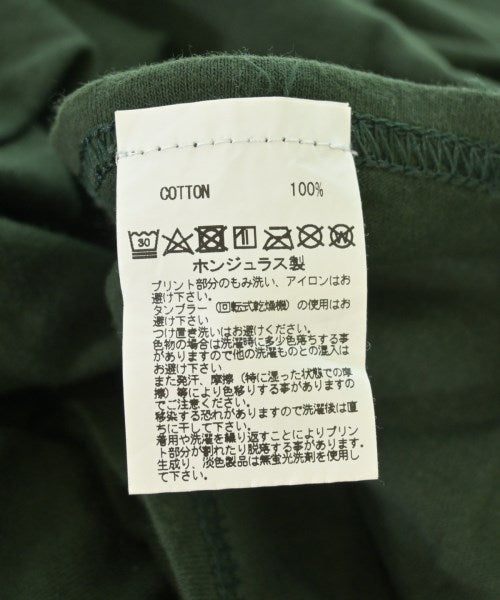 COTTON 100%
30
ホンジュラス製
プリント部分のもみ洗い、アイロンはお
避け下さい。
タンブラー（回転式乾燥機）の使用はお
避け下さい
つけ置き洗いはお避けください。
色物の場合は洗濯時に多少色落ちする事
がありますので他の洗濯ものとの混入は
お避け下さい
また発汗、摩擦（特に湿った状態での摩
擦）等により色移りする事がありますの
でご注意ください。
移染する恐れがありますので洗濯後は直
ちに干して下さい。
着用や洗濯を繰り返すことによりプリン
ト部分が割れたり脱落する事がります。
生成り、淡色製品は無蛍光洗剤を使用し
て下さい。